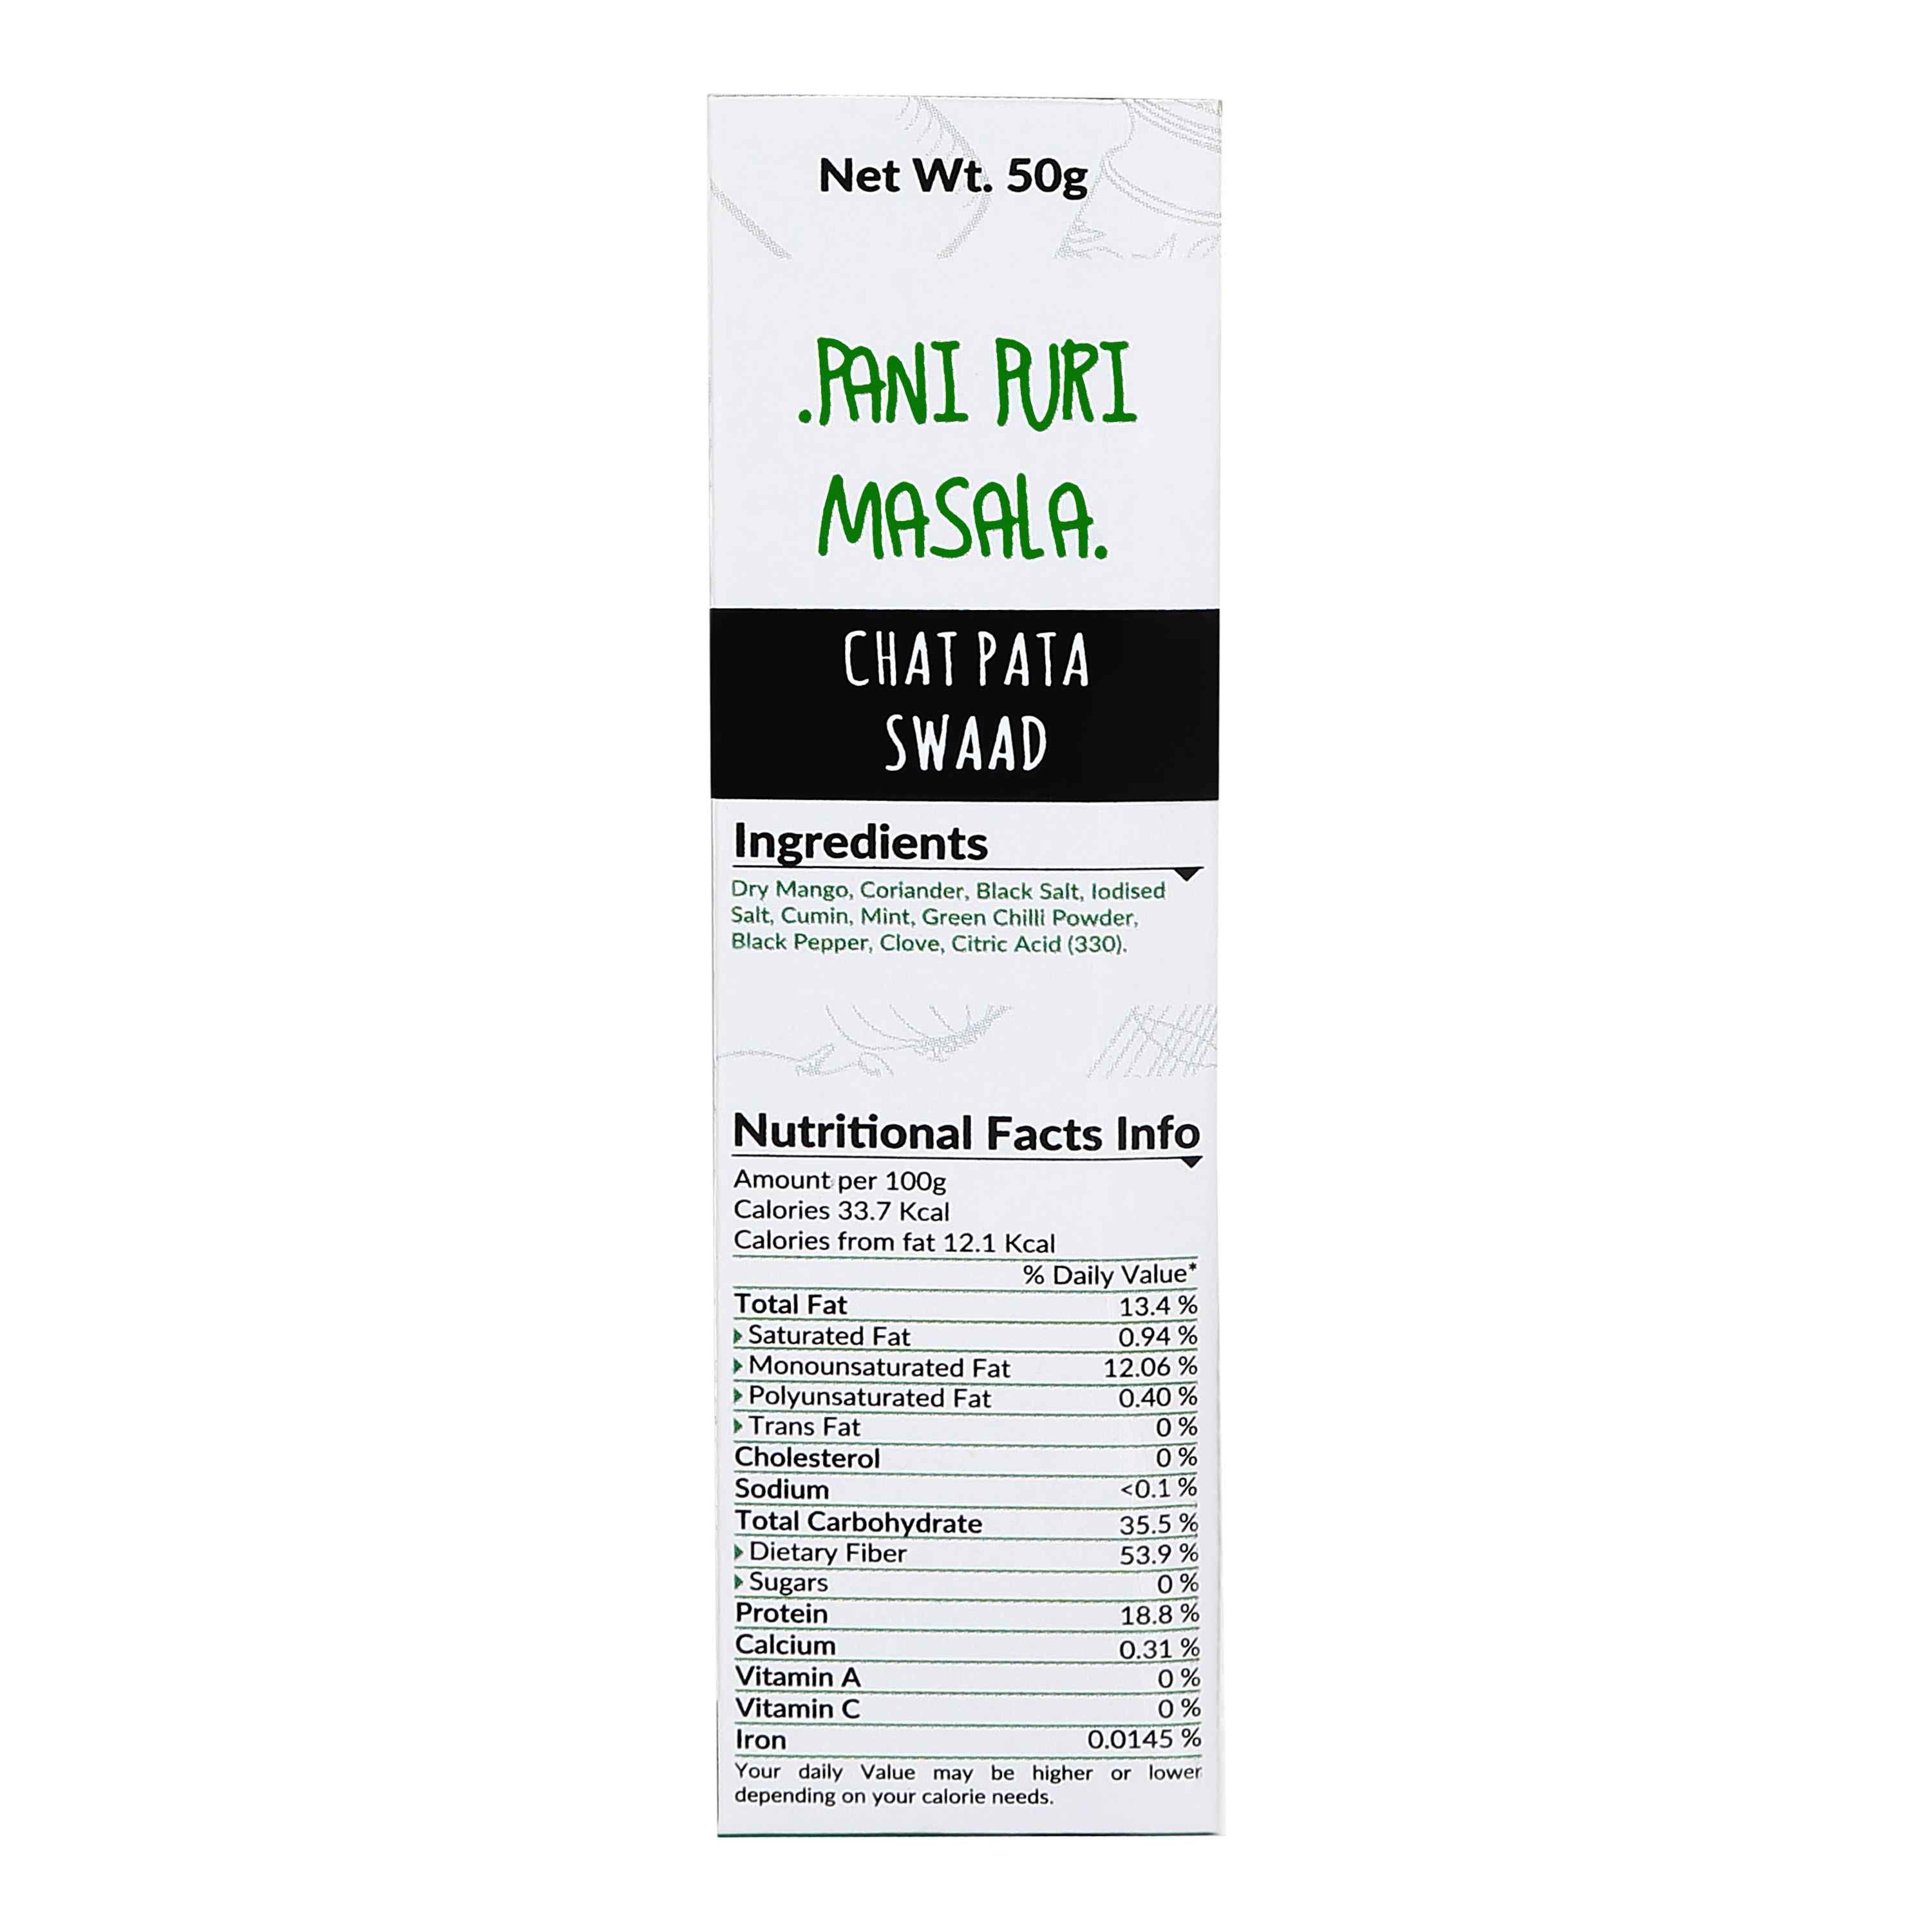 Net Wt. 50g
.PANI PURI
MASALA.
CHAT PATA
SWAAD
Ingredients
Dry Mango, Coriander, Black Salt, Iodised
Salt, Cumin, Mint, Green Chilli Powder,
Black Pepper, Clove, Citric Acid (330).
Nutritional Facts Info
Amount per 100g
Calories 33.7 Kcal
Calories from fat 12.1 Kcal
% Daily Value*
Total Fat 13.4 %
Saturated Fat 0.94 %
Monounsaturated Fat 12.06 %
Polyunsaturated Fat 0.40 %
Trans Fat 0 %
Cholesterol 0 %
Sodium <0.1 %
Total Carbohydrate 35.5 %
Dietary Fiber 53.9 %
Sugars 0 %
Protein 18.8 %
Calcium 0.31 %
Vitamin A 0 %
Vitamin C 0 %
Iron 0.0145 %
Your daily Value may be higher or lower
depending on your calorie needs.